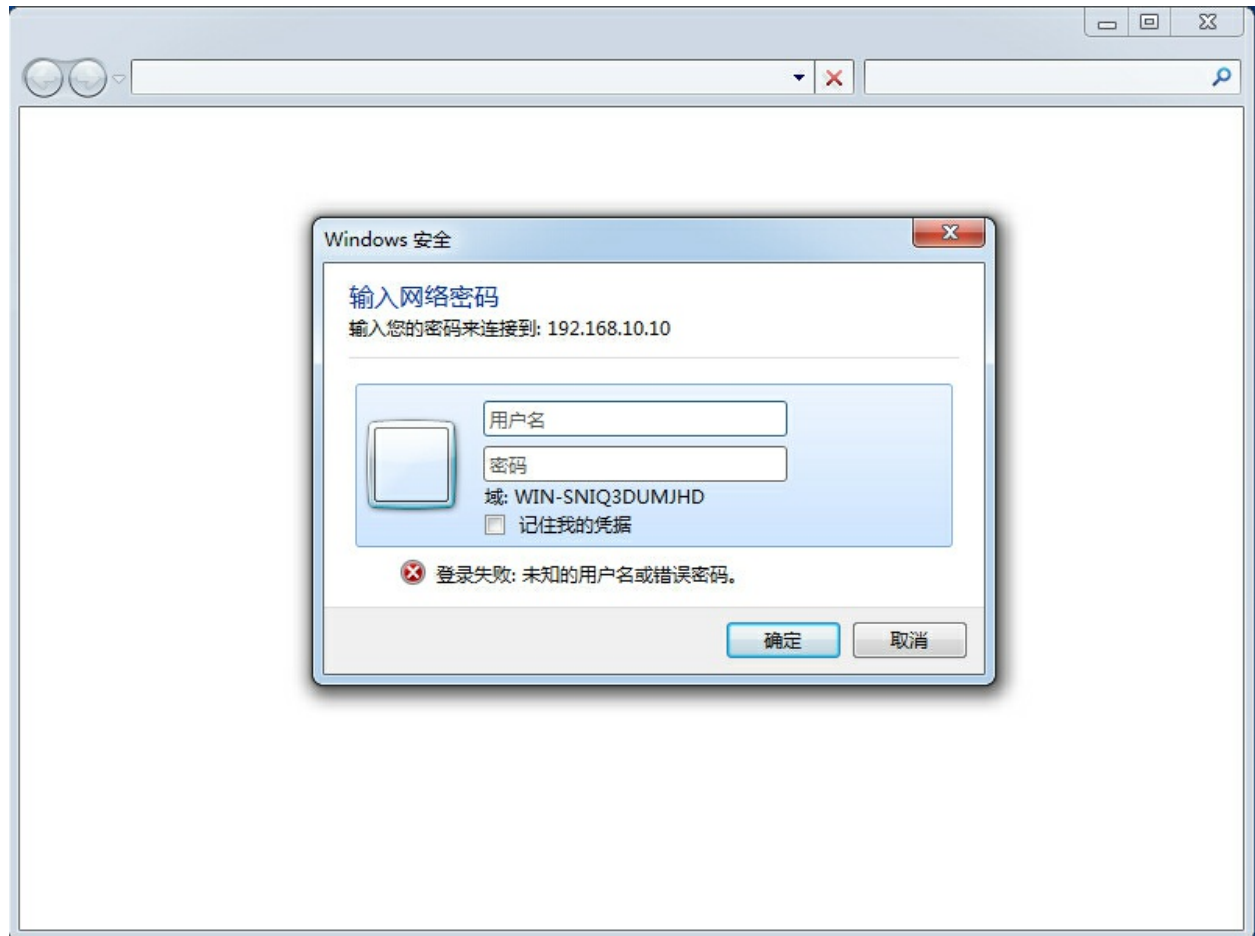 Windows 安全
输入网络密码
输入您的密码来连接到: 192.168.10.10
用户名
密码
域: WIN-SNIQ3DUMJHD
记住我的凭据
登录失败: 未知的用户名或错误密码。
确定
取消